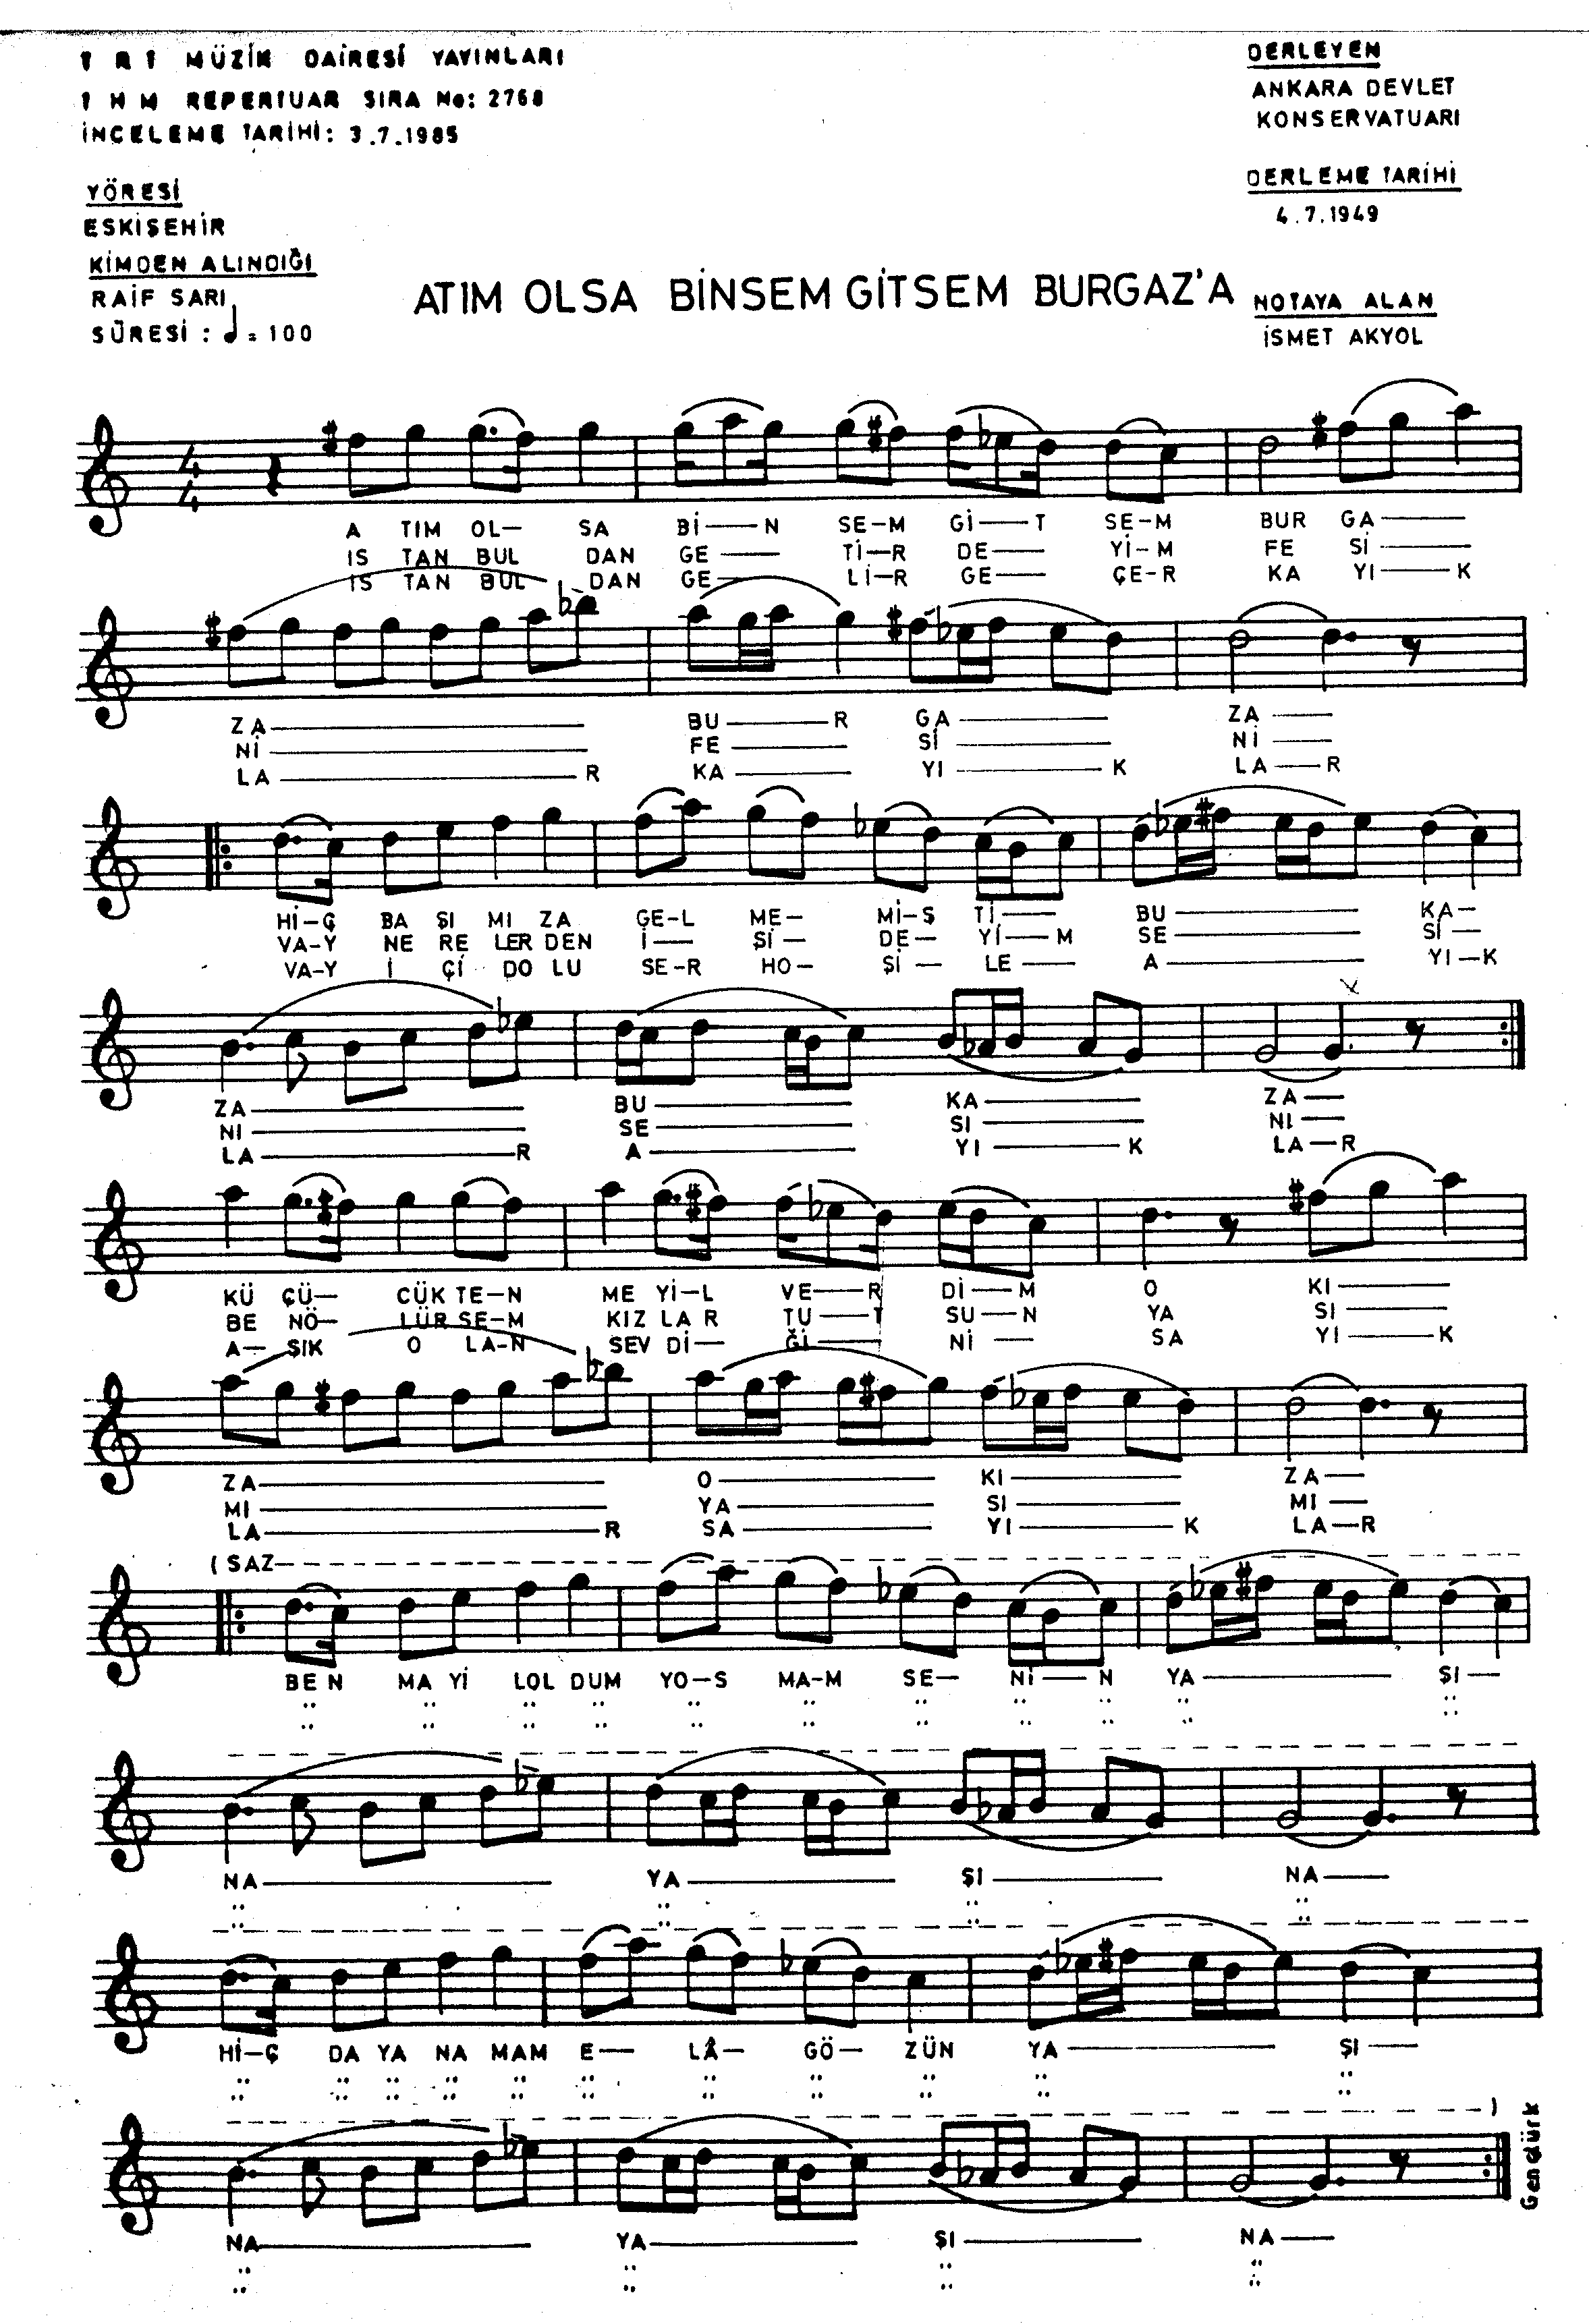 TRT MÜZİK DAİRESİ YAYINLARI
THM REPERTUAR SIRA No: 2768
İNCELEME TARİHİ: 3.7.1985
YÖRESİ
ESKİŞEHİR
KİMDEN ALINDIĞI
RAİF SARI
SÜRESİ : ♩ = 100
DERLEYEN
ANKARA DEVLET
KONSERVATUARI
DERLEME TARİHİ
4.7.1949
NOTAYA ALAN
İSMET AKYOL
ATIM OLSA BİNSEM GİTSEM BURGAZ'A
4
4
A TIM OL— SA Bİ—N SE-M Gİ—T SE-M BUR GA—
IS TAN BUL DAN GE— Tİ-R DE— Yİ-M FE Sİ—
IS TAN BUL DAN GE— Lİ-R GE— ÇE-R KA YI—K
ZA— BU—R GA— ZA—
Nİ— FE— Sİ— Nİ—
LA—R KA— YI—K LA—R
Hİ-Ç BA ŞI MI ZA GE-L ME— Mİ-Ş Tİ— BU— KA—
VA-Y NE RE LER DEN İ— Şİ— DE— Yİ—M SE— Sİ—
VA-Y İ Çİ DO LU SE-R HO— Şİ— LE— A— YI-K
ZA— BU— KA— ZA—
NI— SE— SI— NI—
LA—R A— YI—K LA-R
KÜ ÇÜ— CÜK TE-N ME Yİ-L VE—R Dİ—M O KI—
BE NÖ— LÜR SE-M KIZ LA R TU—T SU—N YA SI—
A— ŞIK O LA-N SEV Dİ— Ğİ— Nİ— SA YI—K
ZA— O— KI— ZA—
MI— YA— SI— MI—
LA—R SA— YI—K LA—R
( SAZ
BE N MA Yİ LOL DUM YO-S MA-M SE— Nİ—N YA— ŞI—
NA— YA— ŞI— NA—
Hİ-Ç DA YA NA MAM E— LÂ— GÖ— ZÜN YA— ŞI—
)
NA— YA— ŞI— NA—
Genctürk